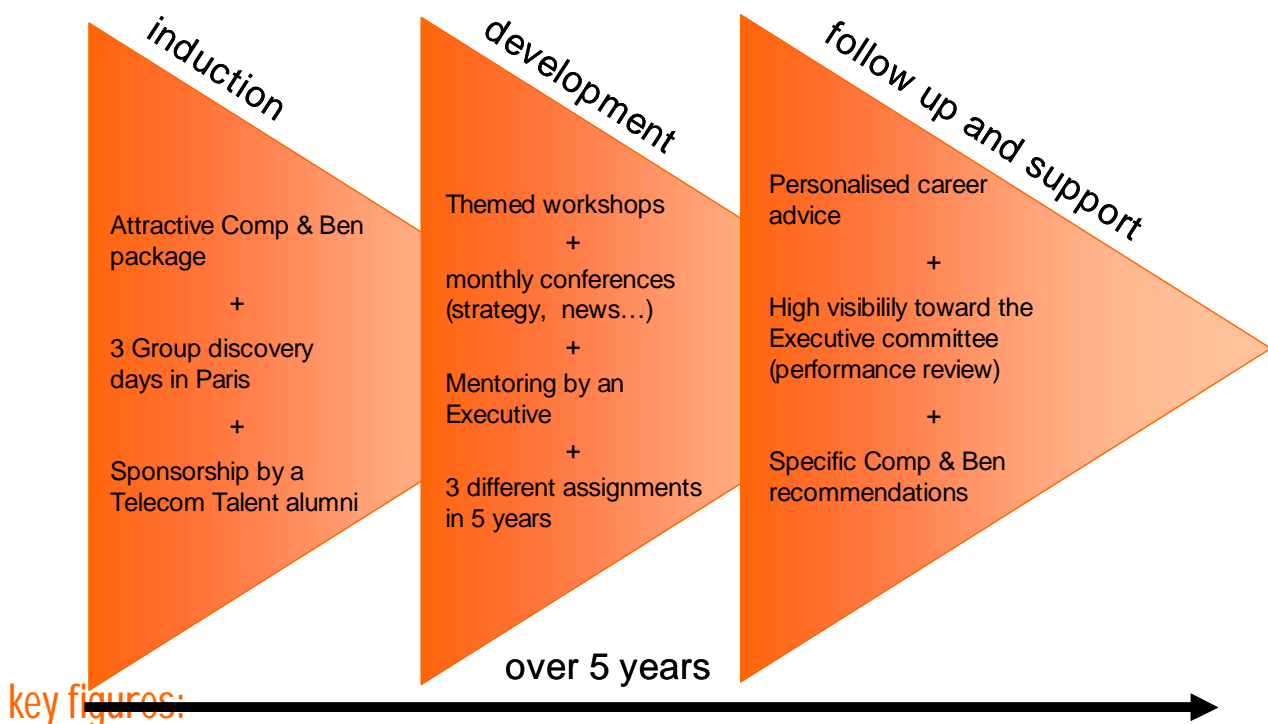 induction
Attractive Comp & Ben
package
+
3 Group discovery
days in Paris
+
Sponsorship by a
Telecom Talent alumni
development
Themed workshops
+
monthly conferences
(strategy, news…)
+
Mentoring by an
Executive
+
3 different assignments
in 5 years
follow up and support
Personalised career
advice
+
High visibilily toward the
Executive committee
(performance review)
+
Specific Comp & Ben
recommendations
over 5 years
key figures: